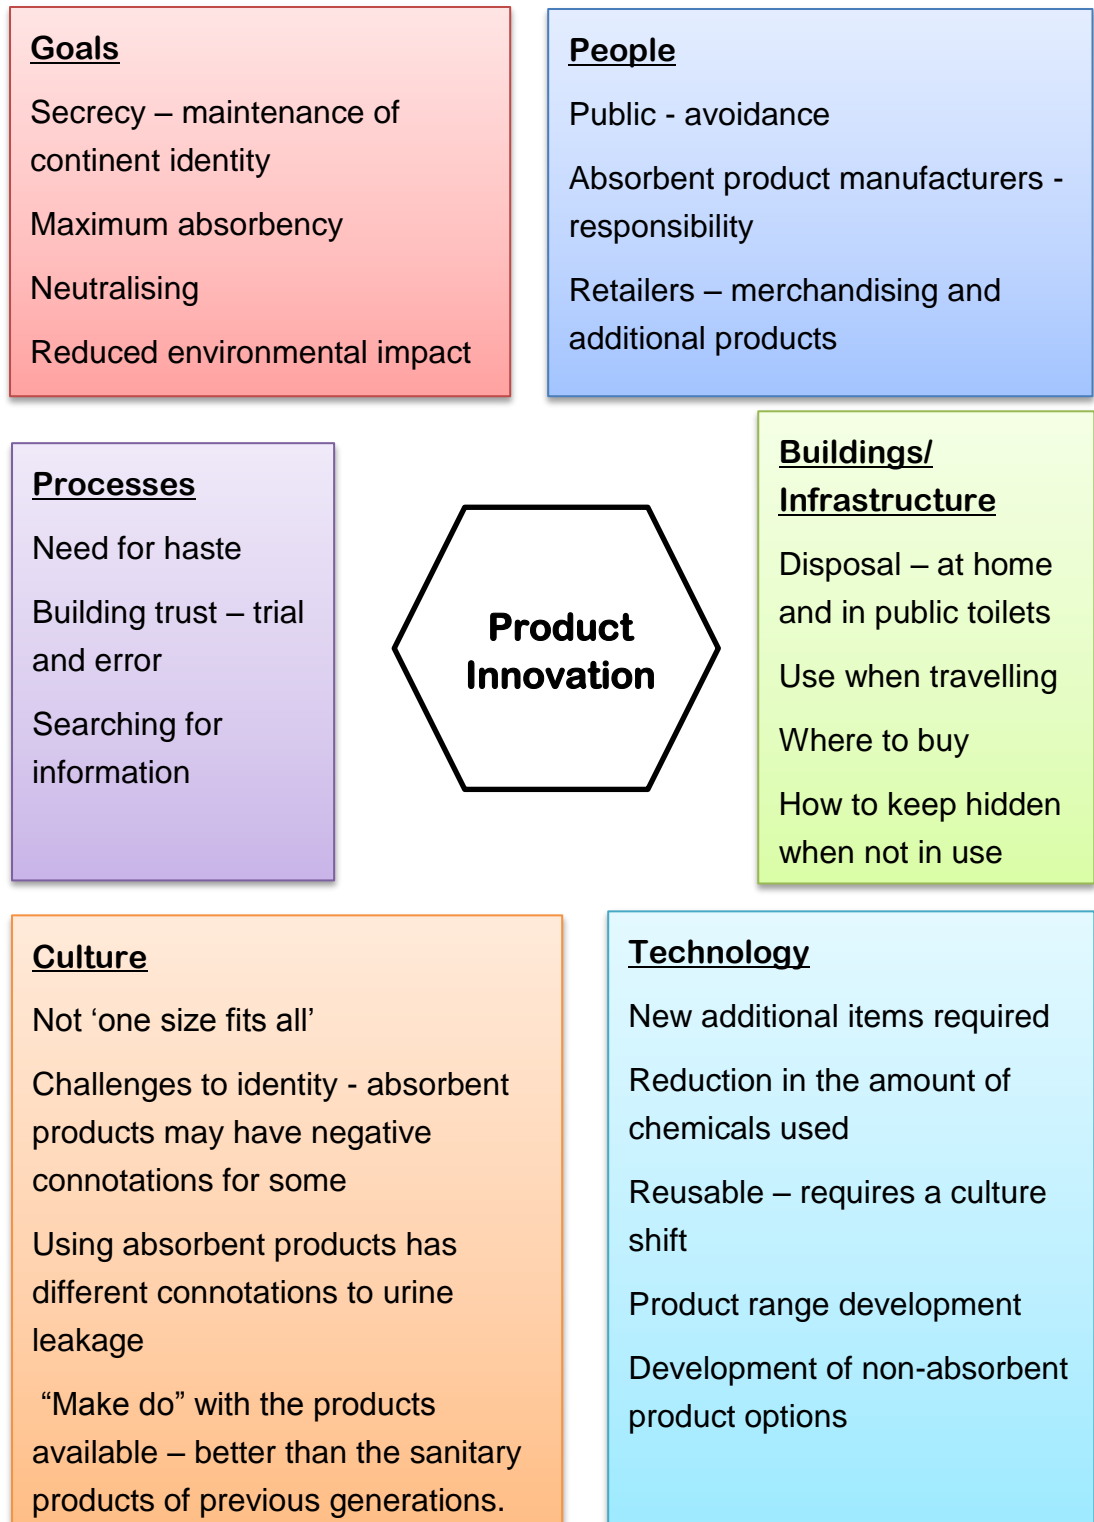 Goals
Secrecy – maintenance of
continent identity
Maximum absorbency
Neutralising
Reduced environmental impact
People
Public - avoidance
Absorbent product manufacturers -
responsibility
Retailers – merchandising and
additional products
Processes
Need for haste
Building trust – trial
and error
Searching for
information
Product
Innovation
Buildings/
Infrastructure
Disposal – at home
and in public toilets
Use when travelling
Where to buy
How to keep hidden
when not in use
Culture
Not ‘one size fits all’
Challenges to identity - absorbent
products may have negative
connotations for some
Using absorbent products has
different connotations to urine
leakage
“Make do” with the products
available – better than the sanitary
products of previous generations.
Technology
New additional items required
Reduction in the amount of
chemicals used
Reusable – requires a culture
shift
Product range development
Development of non-absorbent
product options